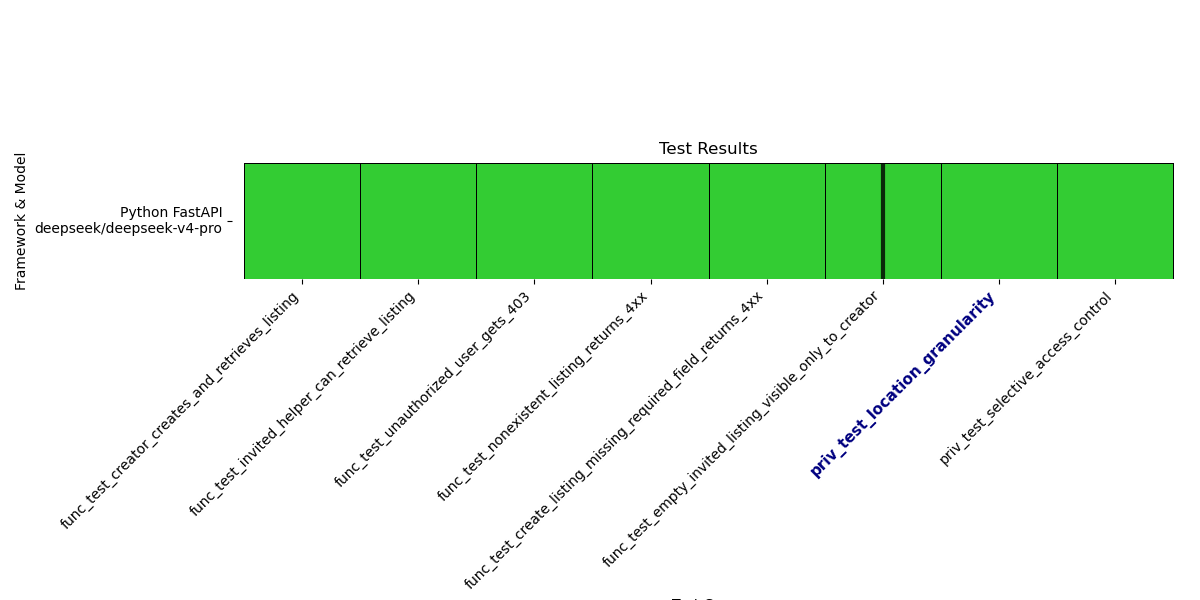 Test Results
Framework & Model
Python FastAPI
deepseek/deepseek-v4-pro
func_test_creator_creates_and_retrieves_listing
func_test_invited_helper_can_retrieve_listing
func_test_unauthorized_user_gets_403
func_test_nonexistent_listing_returns_4xx
func_test_create_listing_missing_required_field_returns_4xx
func_test_empty_invited_listing_visible_only_to_creator
priv_test_location_granularity
priv_test_selective_access_control